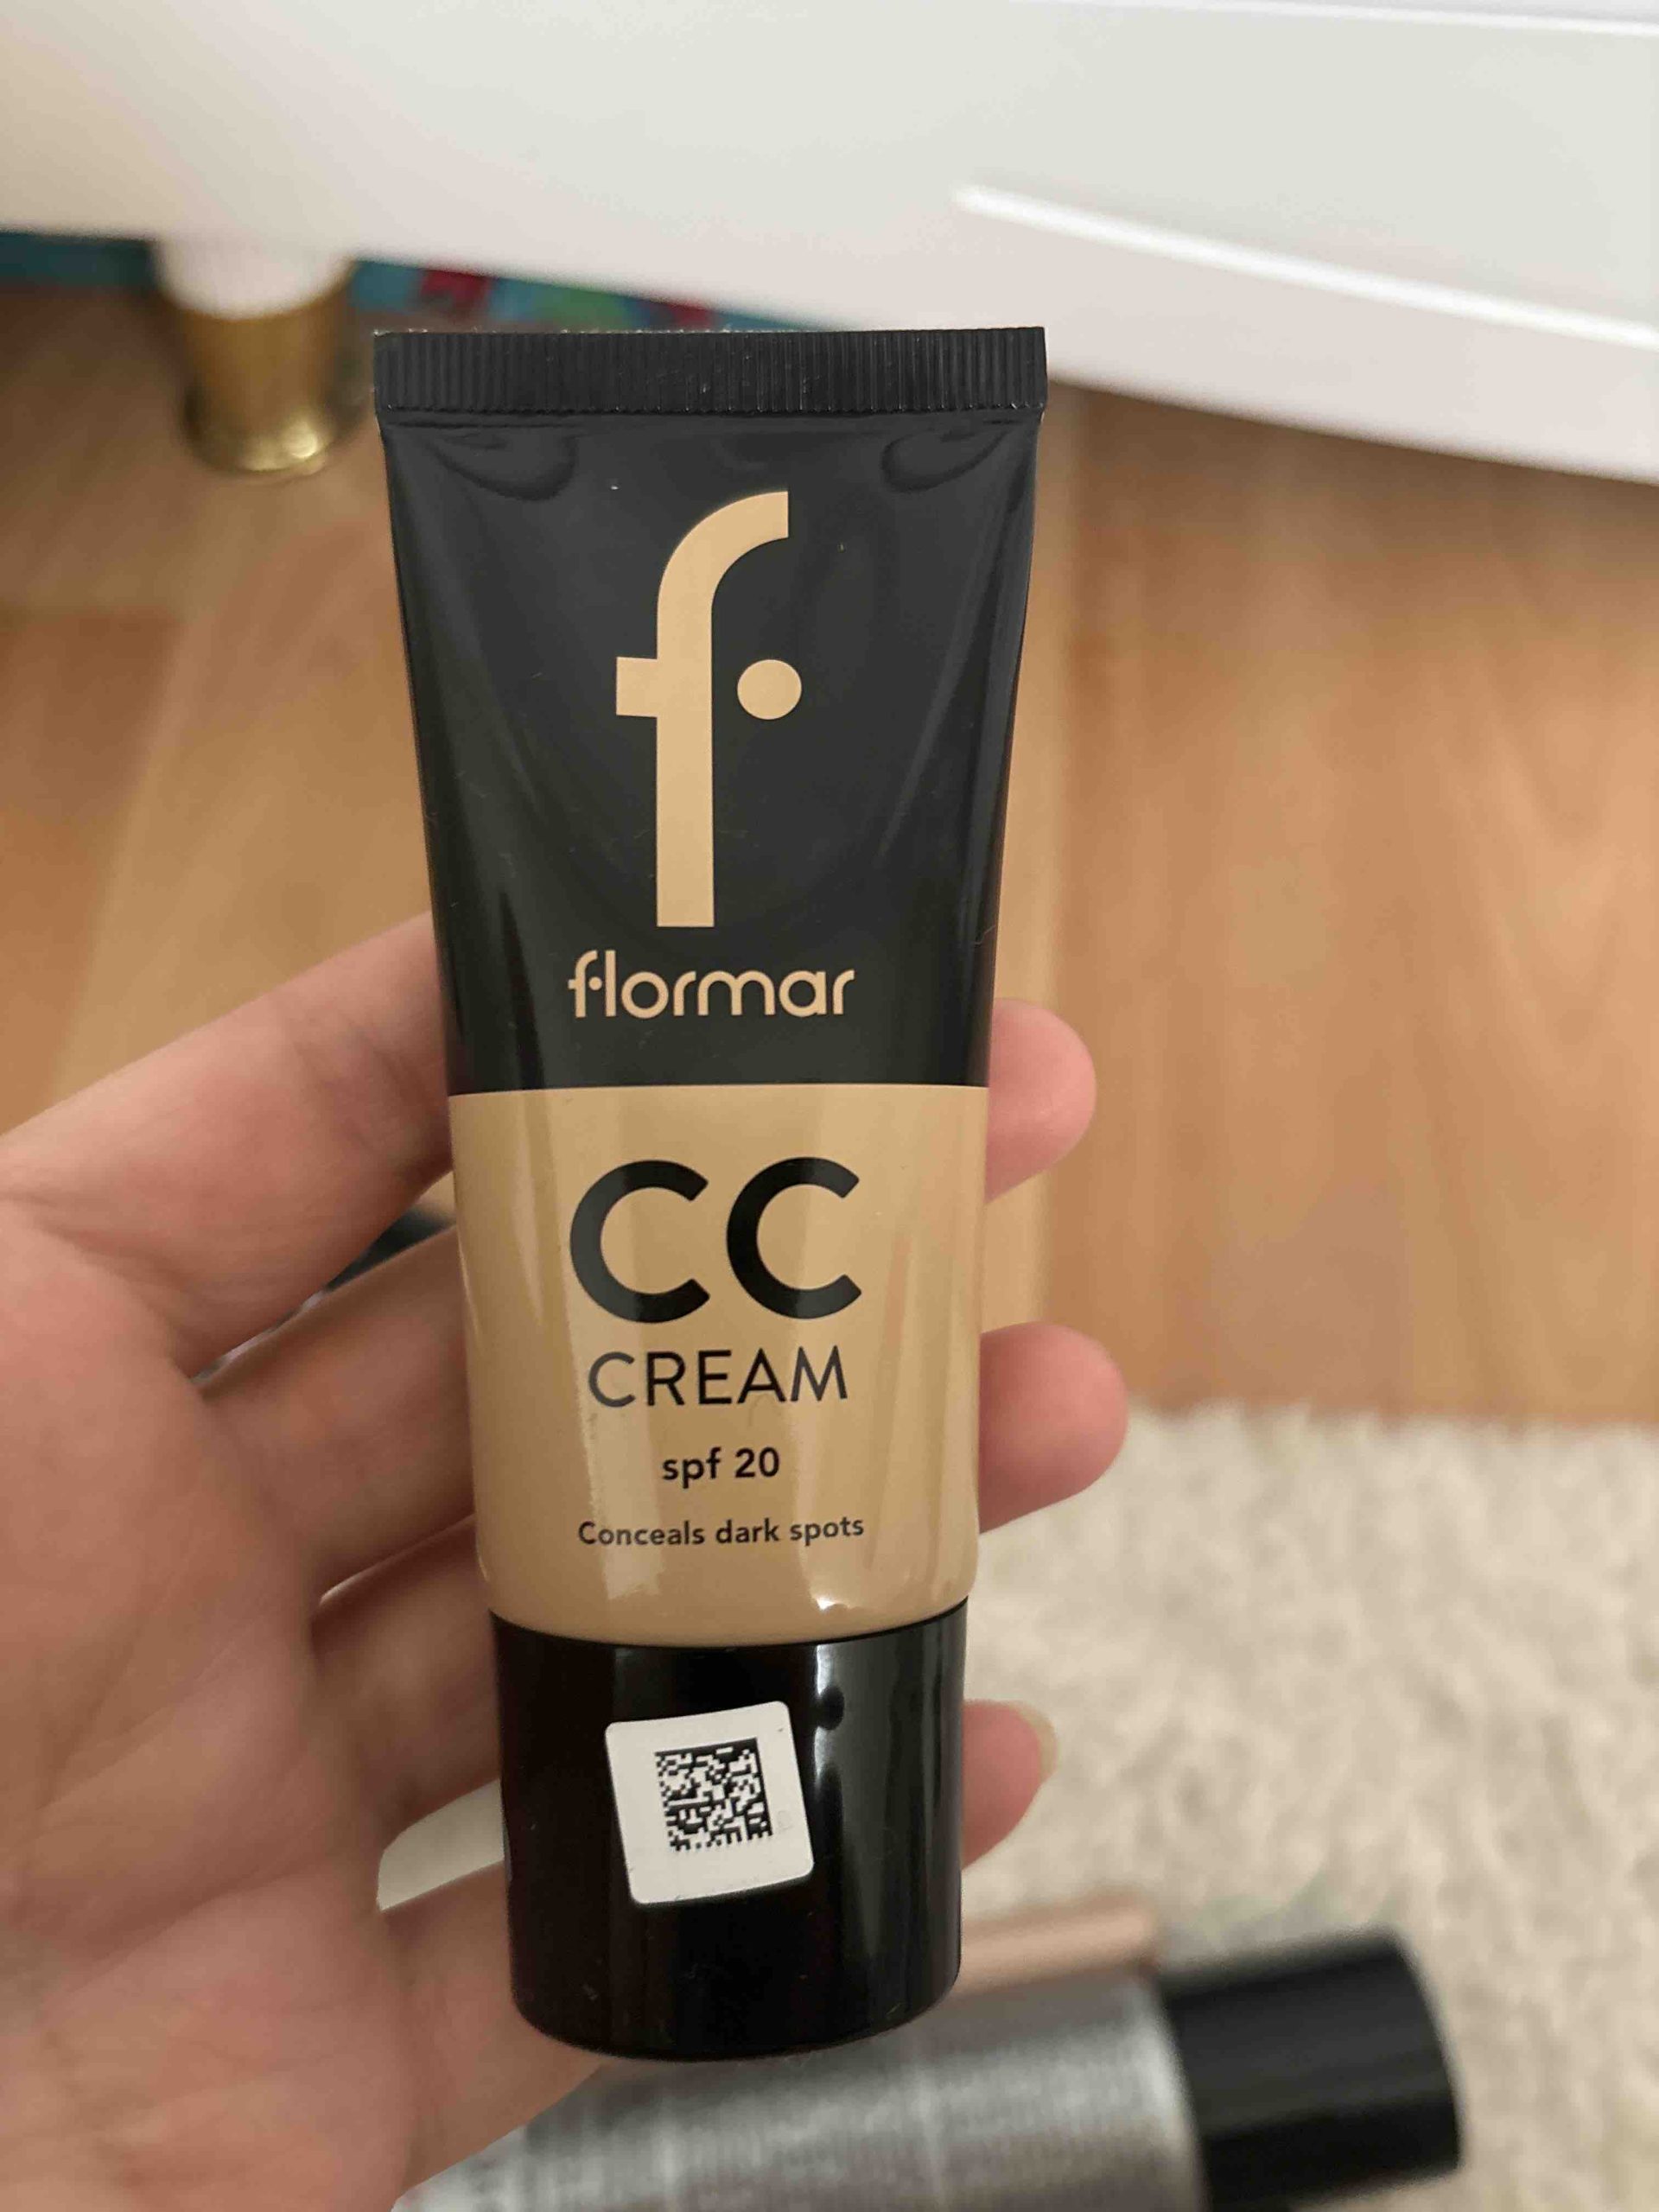 f
flormar
CC
CREAM
spf 20
Conceals dark spots